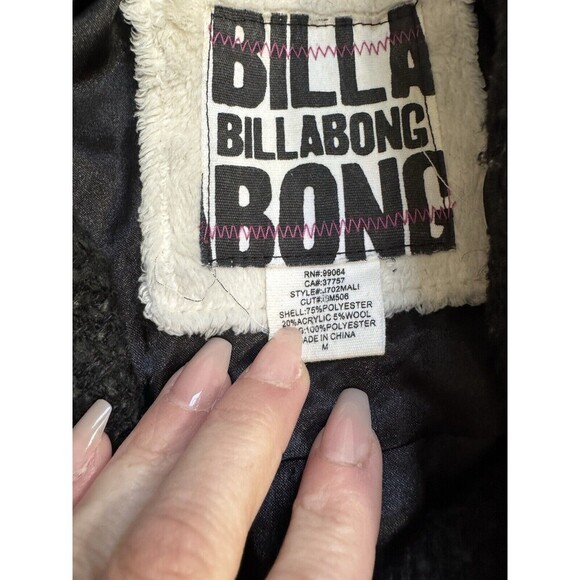 BILLA
BILLABONG
BONG
RN#:99064
CA#:37757
STYLE#:J702MALI
SHELL:75%POLYESTER
20%ACRYLIC 5%WOOL
100%POLYESTER
MADE IN CHINA
M